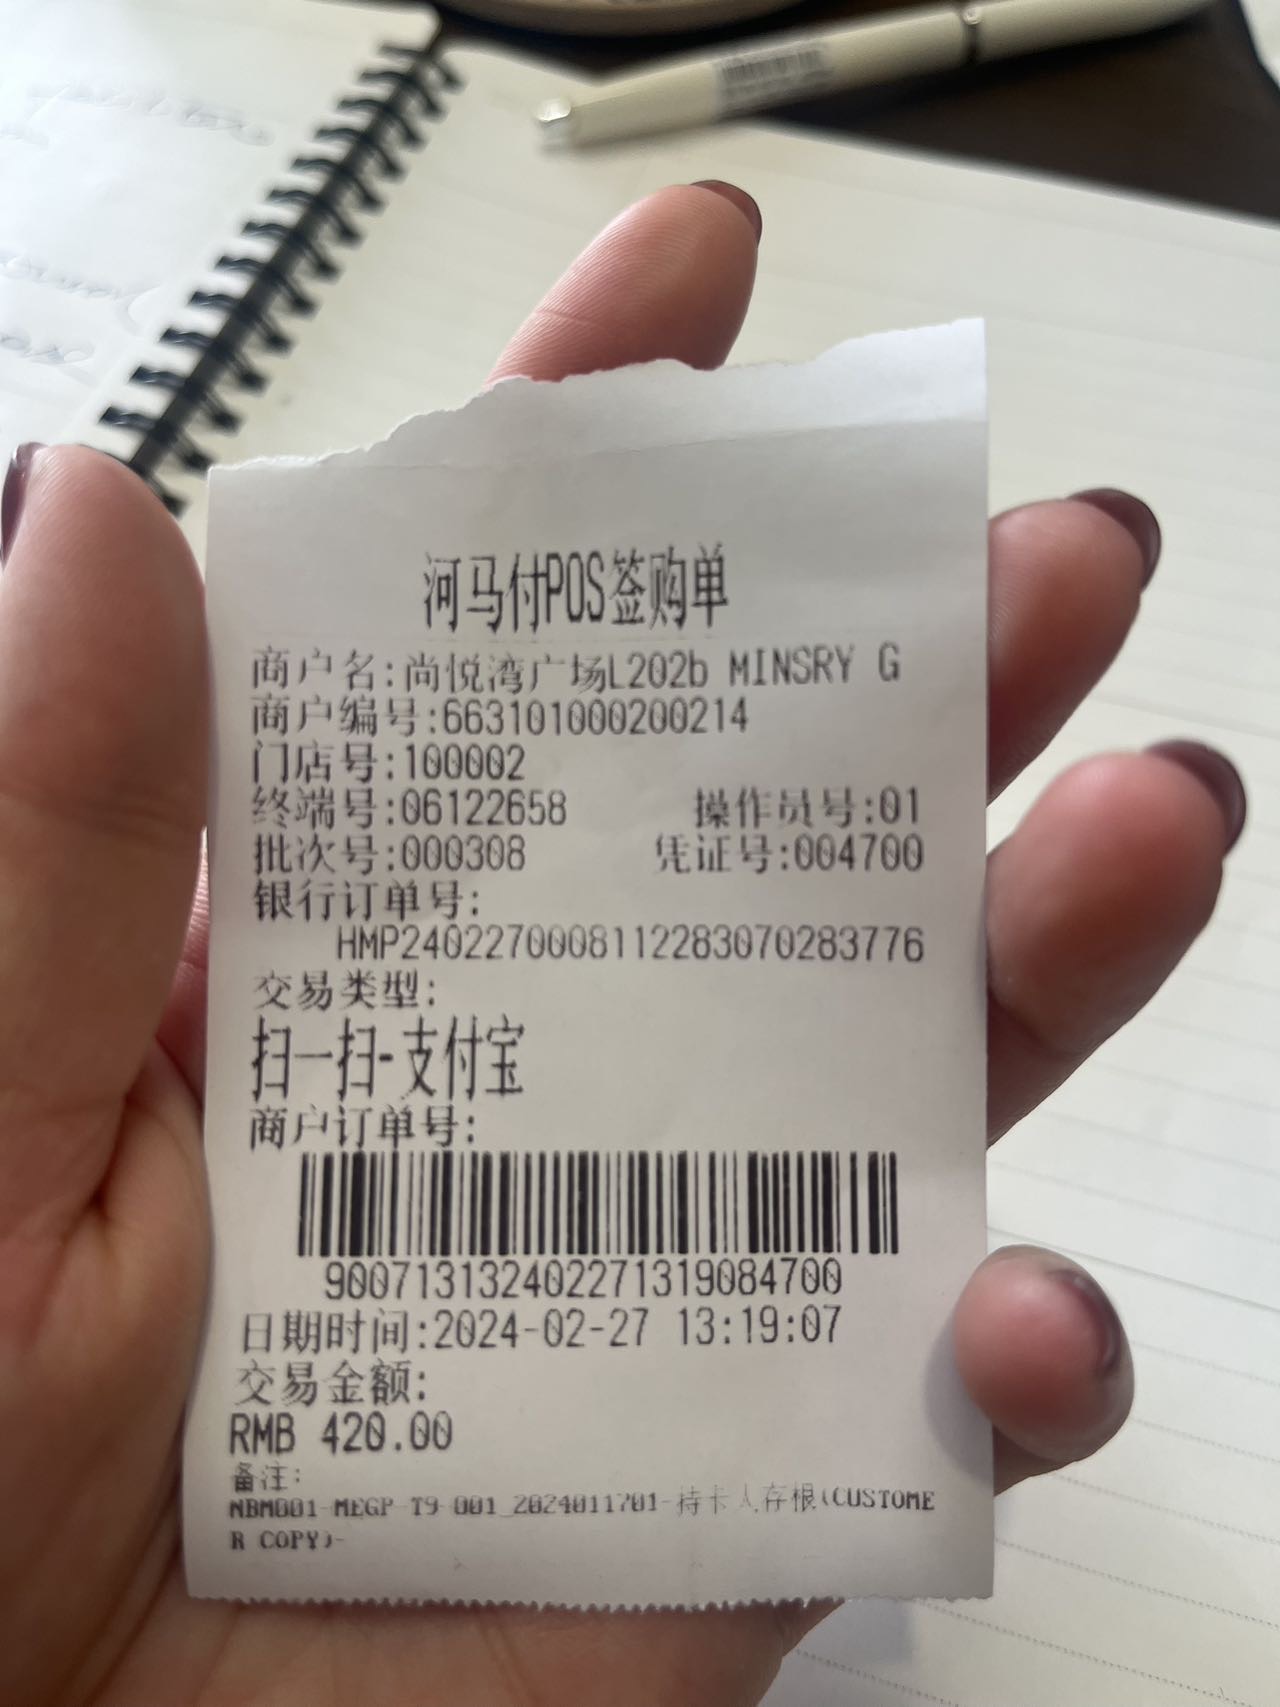 河马付POS签购单
商户名:尚悦湾广场L202b MINSRY G
商户编号:663101000200214
门店号:100002
终端号:06122658 操作员号:01
批次号:000308 凭证号:004700
银行订单号:
HMP2402270008112283070283776
交易类型:
扫一扫-支付宝
商户订单号:
900713132402271319084700
日期时间:2024-02-27 13:19:07
交易金额:
RMB 420.00
备注:
NBM001-MEGP-T9-001_2024011701-持卡人存根(CUSTOME
R COPY)-